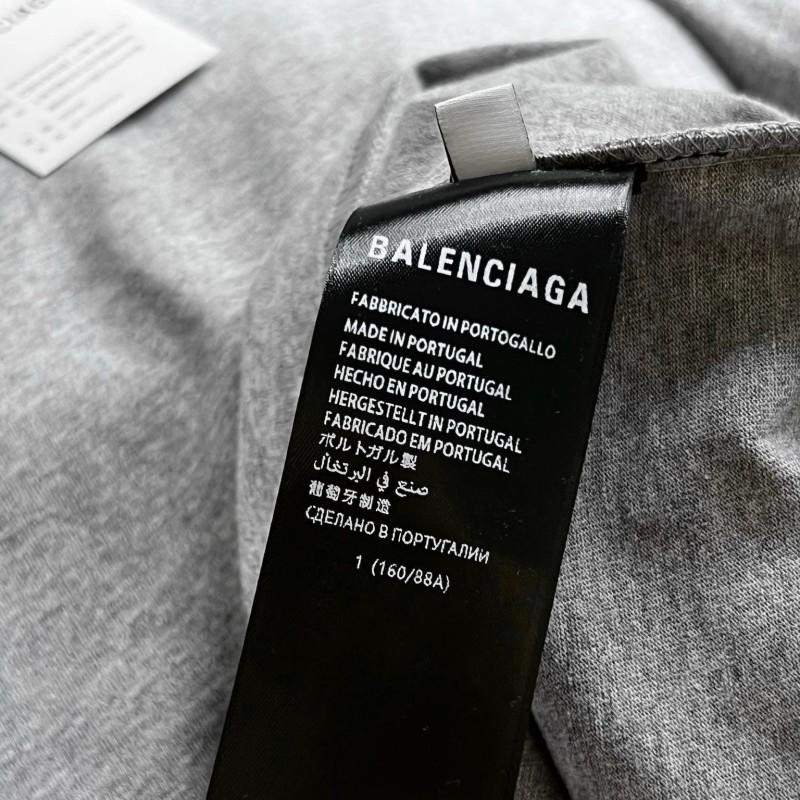 BALENCIAGA
FABBRICATO IN PORTOGALLO
MADE IN PORTUGAL
FABRIQUE AU PORTUGAL
HECHO EN PORTUGAL
HERGESTELLT IN PORTUGAL
FABRICADO EM PORTUGAL
ポルトガル製
صنع في البرتغال
葡萄牙制造
СДЕЛАНО В ПОРТУГАЛИИ
1 (160/88A)